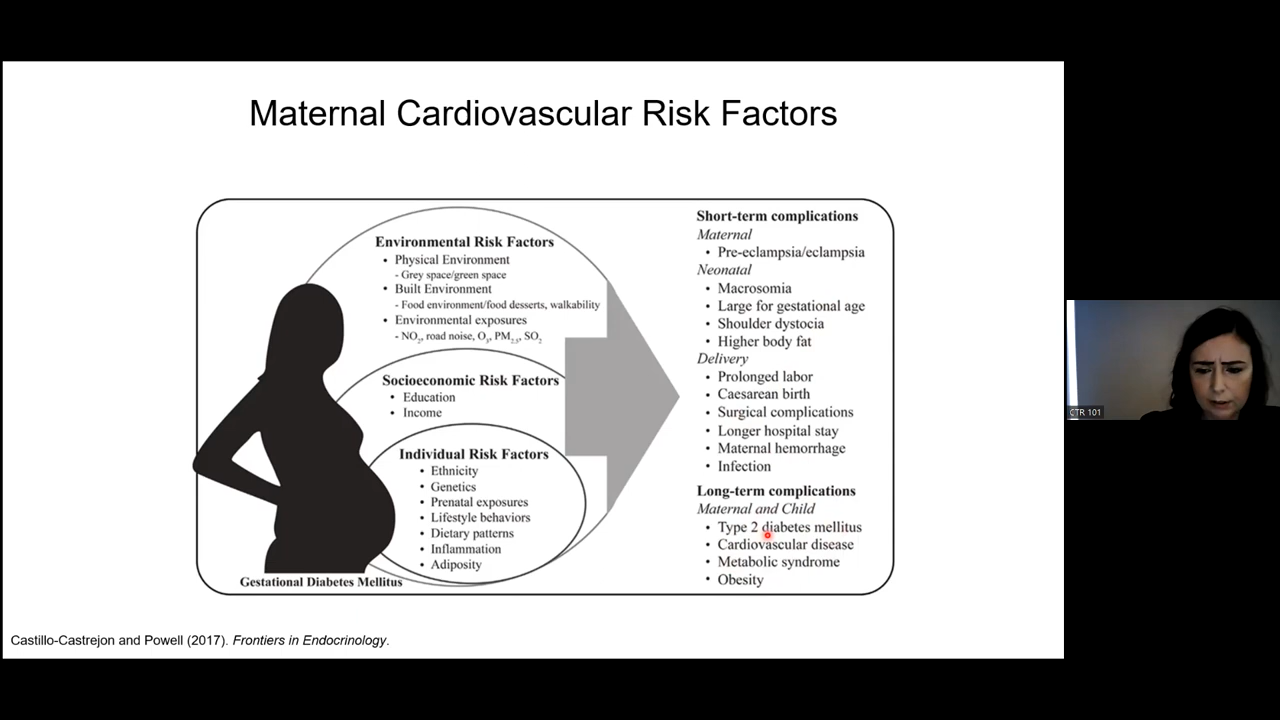 Maternal Cardiovascular Risk Factors
Environmental Risk Factors
• Physical Environment
- Grey space/green space
• Built Environment
- Food environment/food desserts, walkability
• Environmental exposures
- NO₂, road noise, O₃, PM₂.₅, SO₂
Socioeconomic Risk Factors
• Education
• Income
Individual Risk Factors
• Ethnicity
• Genetics
• Prenatal exposures
• Lifestyle behaviors
• Dietary patterns
• Inflammation
• Adiposity
Gestational Diabetes Mellitus
Short-term complications
Maternal
• Pre-eclampsia/eclampsia
Neonatal
• Macrosomia
• Large for gestational age
• Shoulder dystocia
• Higher body fat
Delivery
• Prolonged labor
• Caesarean birth
• Surgical complications
• Longer hospital stay
• Maternal hemorrhage
• Infection
Long-term complications
Maternal and Child
• Type 2 diabetes mellitus
• Cardiovascular disease
• Metabolic syndrome
• Obesity
Castillo-Castrejon and Powell (2017). Frontiers in Endocrinology.
CTR 101